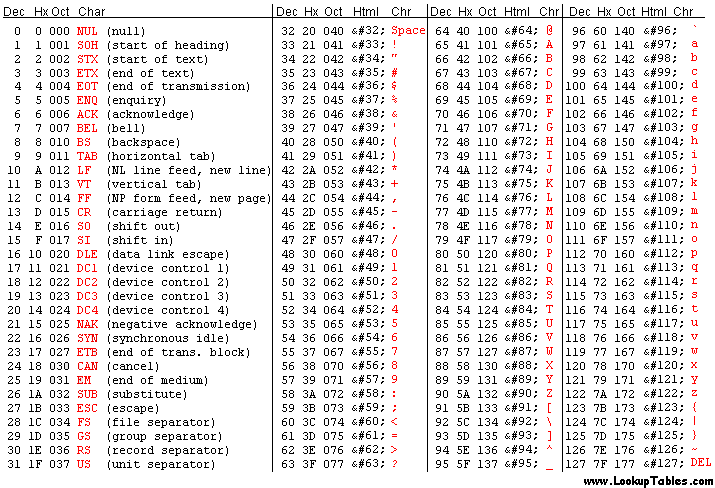 Dec Hx Oct Char Dec Hx Oct Html Chr Dec Hx Oct Html Chr Dec Hx Oct Html Chr
0 0 000 NUL (null) 32 20 040 &#32; Space 64 40 100 &#64; @ 96 60 140 &#96; `
1 1 001 SOH (start of heading) 33 21 041 &#33; ! 65 41 101 &#65; A 97 61 141 &#97; a
2 2 002 STX (start of text) 34 22 042 &#34; " 66 42 102 &#66; B 98 62 142 &#98; b
3 3 003 ETX (end of text) 35 23 043 &#35; # 67 43 103 &#67; C 99 63 143 &#99; c
4 4 004 EOT (end of transmission) 36 24 044 &#36; $ 68 44 104 &#68; D 100 64 144 &#100; d
5 5 005 ENQ (enquiry) 37 25 045 &#37; % 69 45 105 &#69; E 101 65 145 &#101; e
6 6 006 ACK (acknowledge) 38 26 046 &#38; & 70 46 106 &#70; F 102 66 146 &#102; f
7 7 007 BEL (bell) 39 27 047 &#39; ' 71 47 107 &#71; G 103 67 147 &#103; g
8 8 010 BS (backspace) 40 28 050 &#40; ( 72 48 110 &#72; H 104 68 150 &#104; h
9 9 011 TAB (horizontal tab) 41 29 051 &#41; ) 73 49 111 &#73; I 105 69 151 &#105; i
10 A 012 LF (NL line feed, new line) 42 2A 052 &#42; * 74 4A 112 &#74; J 106 6A 152 &#106; j
11 B 013 VT (vertical tab) 43 2B 053 &#43; + 75 4B 113 &#75; K 107 6B 153 &#107; k
12 C 014 FF (NP form feed, new page) 44 2C 054 &#44; , 76 4C 114 &#76; L 108 6C 154 &#108; l
13 D 015 CR (carriage return) 45 2D 055 &#45; - 77 4D 115 &#77; M 109 6D 155 &#109; m
14 E 016 SO (shift out) 46 2E 056 &#46; . 78 4E 116 &#78; N 110 6E 156 &#110; n
15 F 017 SI (shift in) 47 2F 057 &#47; / 79 4F 117 &#79; O 111 6F 157 &#111; o
16 10 020 DLE (data link escape) 48 30 060 &#48; 0 80 50 120 &#80; P 112 70 160 &#112; p
17 11 021 DC1 (device control 1) 49 31 061 &#49; 1 81 51 121 &#81; Q 113 71 161 &#113; q
18 12 022 DC2 (device control 2) 50 32 062 &#50; 2 82 52 122 &#82; R 114 72 162 &#114; r
19 13 023 DC3 (device control 3) 51 33 063 &#51; 3 83 53 123 &#83; S 115 73 163 &#115; s
20 14 024 DC4 (device control 4) 52 34 064 &#52; 4 84 54 124 &#84; T 116 74 164 &#116; t
21 15 025 NAK (negative acknowledge) 53 35 065 &#53; 5 85 55 125 &#85; U 117 75 165 &#117; u
22 16 026 SYN (synchronous idle) 54 36 066 &#54; 6 86 56 126 &#86; V 118 76 166 &#118; v
23 17 027 ETB (end of trans. block) 55 37 067 &#55; 7 87 57 127 &#87; W 119 77 167 &#119; w
24 18 030 CAN (cancel) 56 38 070 &#56; 8 88 58 130 &#88; X 120 78 170 &#120; x
25 19 031 EM (end of medium) 57 39 071 &#57; 9 89 59 131 &#89; Y 121 79 171 &#121; y
26 1A 032 SUB (substitute) 58 3A 072 &#58; : 90 5A 132 &#90; Z 122 7A 172 &#122; z
27 1B 033 ESC (escape) 59 3B 073 &#59; ; 91 5B 133 &#91; [ 123 7B 173 &#123; {
28 1C 034 FS (file separator) 60 3C 074 &#60; < 92 5C 134 &#92; \ 124 7C 174 &#124; |
29 1D 035 GS (group separator) 61 3D 075 &#61; = 93 5D 135 &#93; ] 125 7D 175 &#125; }
30 1E 036 RS (record separator) 62 3E 076 &#62; > 94 5E 136 &#94; ^ 126 7E 176 &#126; ~
31 1F 037 US (unit separator) 63 3F 077 &#63; ? 95 5F 137 &#95; _ 127 7F 177 &#127; DEL
www.LookupTables.com